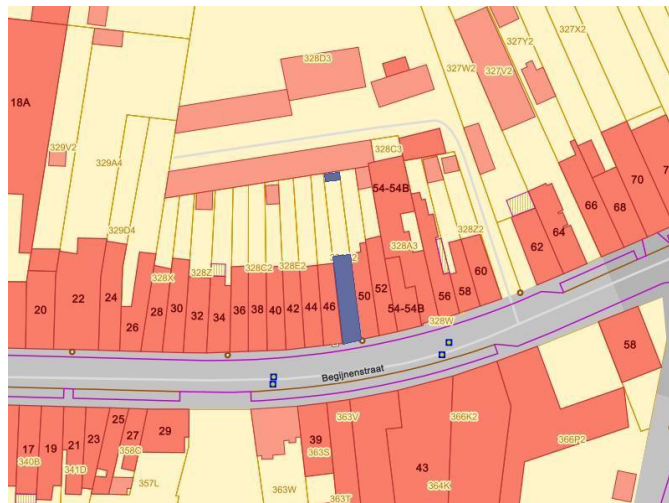 327X2
327Y2
328D3
327W2
327V2
18A
329V2
328C3
329A4
54-54B
70
68
66
329D4
328Z2
64
328A3
62
328X
328Z
328C2
328E2
60
20
22
24
26
28
30
32
34
36
38
40
42
44
46
50
52
54-54B
56
58
328W
58
Begijnenstraat
17
19
21
23
25
27
29
340B
341D
358C
357L
39
363S
363V
363W
363T
43
364K
366K2
366P2